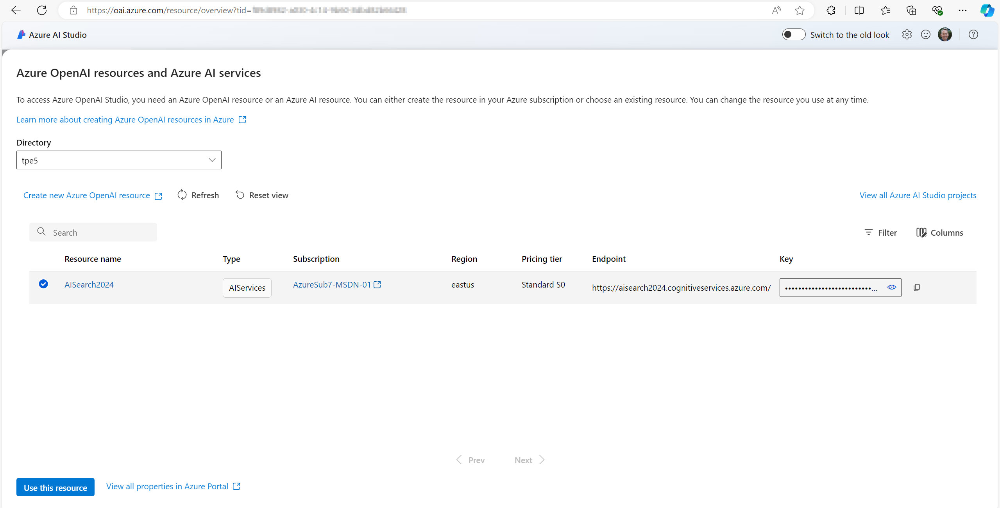 https://oai.azure.com/resource/overview?tid=
Azure AI Studio
Switch to the old look
Azure OpenAI resources and Azure AI services
To access Azure OpenAI Studio, you need an Azure OpenAI resource or an Azure AI resource. You can either create the resource in your Azure subscription or choose an existing resource. You can change the resource you use at any time.
Learn more about creating Azure OpenAI resources in Azure
Directory
tpe5
Create new Azure OpenAI resource Refresh Reset view View all Azure AI Studio projects
Search Filter Columns
Resource name Type Subscription Region Pricing tier Endpoint Key
AISearch2024 AIServices AzureSub7-MSDN-01 eastus Standard S0 https://aisearch2024.cognitiveservices.azure.com/ ••••••••••••••••••••••••••...
Prev Next
Use this resource View all properties in Azure Portal